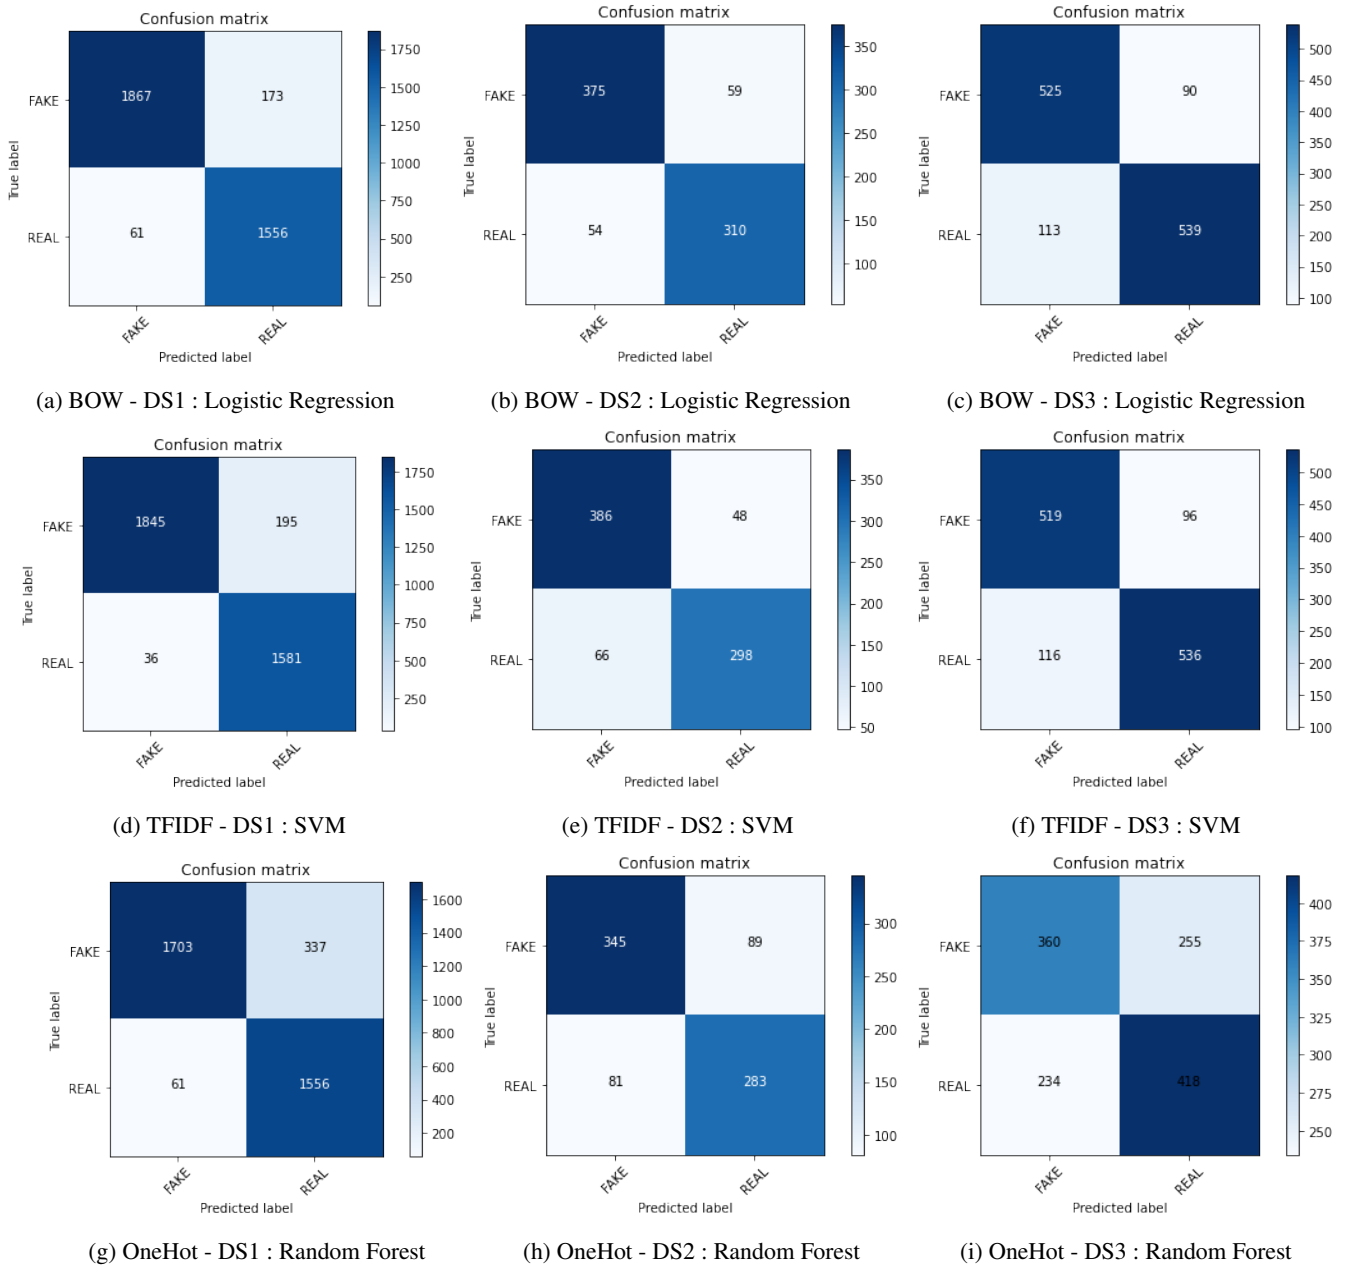 Confusion matrix
1867 173
61 1556
FAKE
REAL
True label
FAKE REAL
Predicted label
1750
1500
1250
1000
750
500
250
(a) BOW - DS1 : Logistic Regression
Confusion matrix
375 59
54 310
FAKE
REAL
True label
FAKE REAL
Predicted label
350
300
250
200
150
100
(b) BOW - DS2 : Logistic Regression
Confusion matrix
525 90
113 539
FAKE
REAL
True label
FAKE REAL
Predicted label
500
450
400
350
300
250
200
150
100
(c) BOW - DS3 : Logistic Regression
Confusion matrix
1845 195
36 1581
FAKE
REAL
True label
FAKE REAL
Predicted label
1750
1500
1250
1000
750
500
250
(d) TFIDF - DS1 : SVM
Confusion matrix
386 48
66 298
FAKE
REAL
True label
FAKE REAL
Predicted label
350
300
250
200
150
100
50
(e) TFIDF - DS2 : SVM
Confusion matrix
519 96
116 536
FAKE
REAL
True label
FAKE REAL
Predicted label
500
450
400
350
300
250
200
150
100
(f) TFIDF - DS3 : SVM
Confusion matrix
1703 337
61 1556
FAKE
REAL
True label
FAKE REAL
Predicted label
1600
1400
1200
1000
800
600
400
200
(g) OneHot - DS1 : Random Forest
Confusion matrix
345 89
81 283
FAKE
REAL
True label
FAKE REAL
Predicted label
300
250
200
150
100
(h) OneHot - DS2 : Random Forest
Confusion matrix
360 255
234 418
FAKE
REAL
True label
FAKE REAL
Predicted label
400
375
350
325
300
275
250
(i) OneHot - DS3 : Random Forest